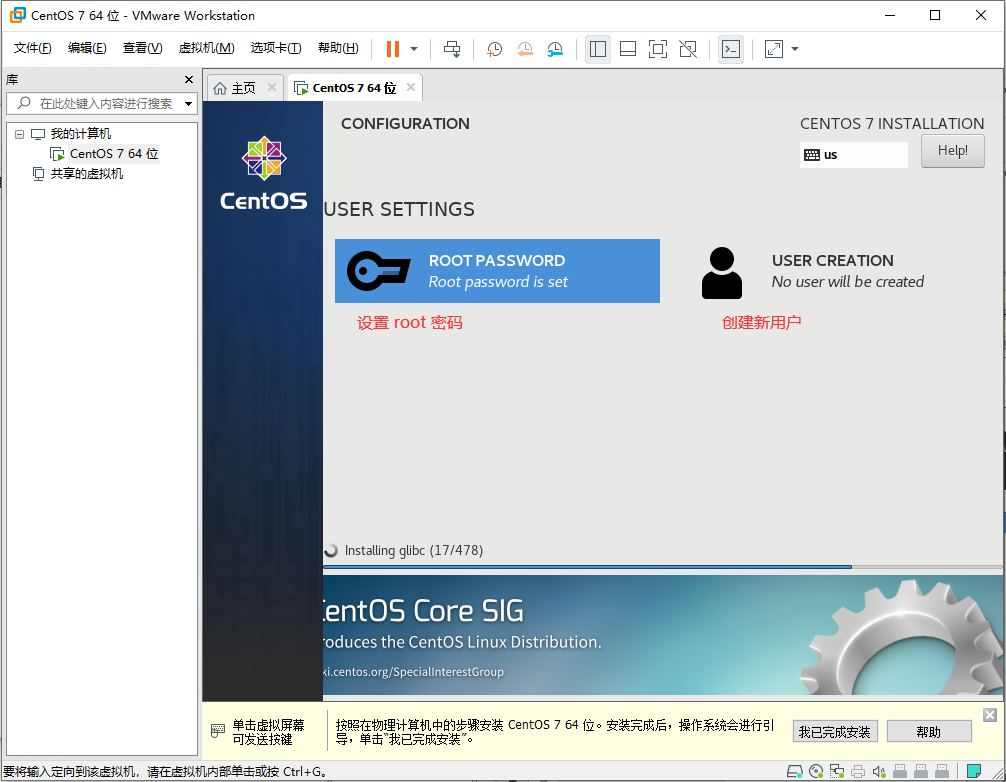 CentOS 7 64 位 - VMware Workstation
文件(F) 编辑(E) 查看(V) 虚拟机(M) 选项卡(T) 帮助(H)
库
在此处键入内容进行搜索
我的计算机
CentOS 7 64 位
共享的虚拟机
主页
CentOS 7 64 位
CentOS
CONFIGURATION
CENTOS 7 INSTALLATION
us
Help!
USER SETTINGS
ROOT PASSWORD
Root password is set
设置 root 密码
USER CREATION
No user will be created
创建新用户
Installing glibc (17/478)
CentOS Core SIG
roduces the CentOS Linux Distribution.
ki.centos.org/SpecialInterestGroup
单击虚拟屏幕
可发送按键
按照在物理计算机中的步骤安装 CentOS 7 64 位。安装完成后，操作系统会进行引
导，单击“我已完成安装”。
我已完成安装
帮助
要将输入定向到该虚拟机，请在虚拟机内部单击或按 Ctrl+G。